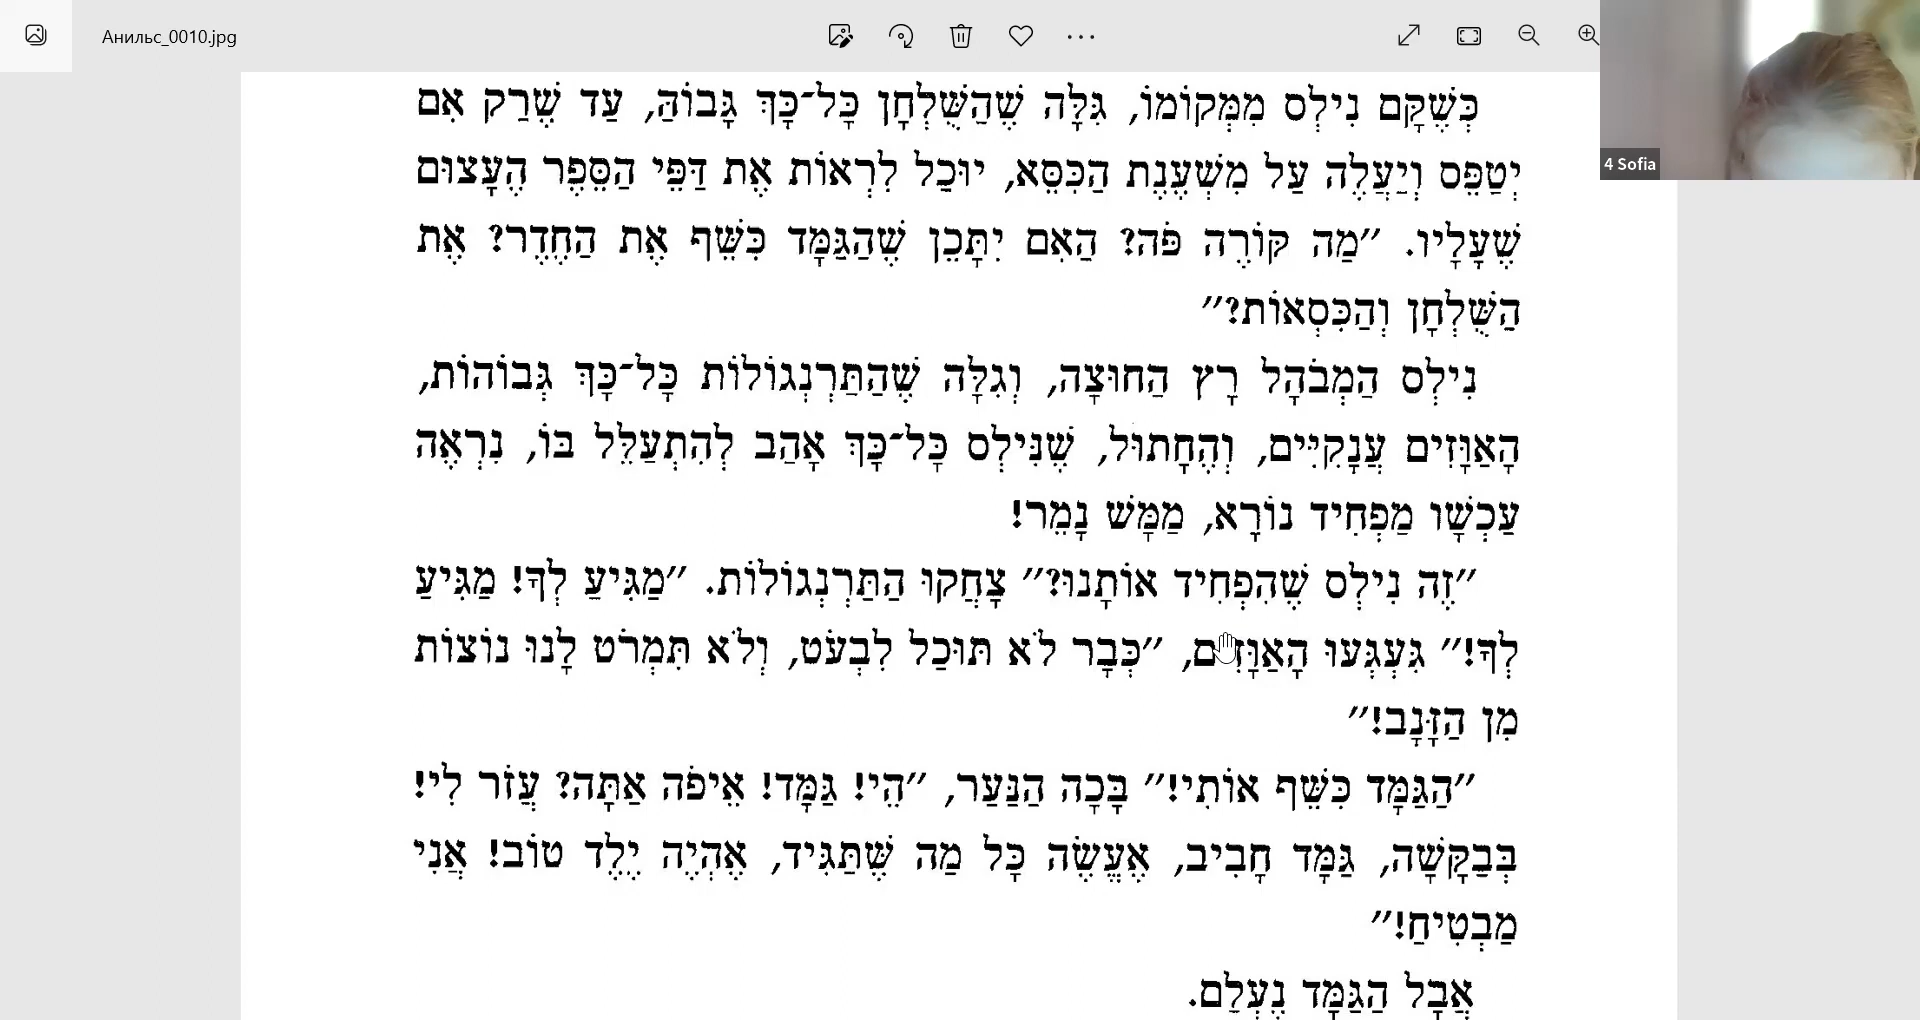 Анильс_0010.jpg
4 Sofia
כְּשֶׁקָּם נִילְס מִמְּקוֹמוֹ, גִּלָּה שֶׁהַשֻּׁלְחָן כָּל־כָּךְ גָּבוֹהַּ, עַד שֶׁרַק אִם
יְטַפֵּס וְיַעֲלֶה עַל מִשְׁעֶנֶת הַכִּסֵּא, יוּכַל לִרְאוֹת אֶת דַּפֵּי הַסֵּפֶר הֶעָצוּם
שֶׁעָלָיו. ״מַה קּוֹרֶה פֹּה? הַאִם יִתָּכֵן שֶׁהַגַּמָּד כִּשֵּׁף אֶת הַחֶדֶר? אֶת
הַשֻּׁלְחָן וְהַכִּסְאוֹת?״
נִילְס הַמְבֹהָל רָץ הַחוּצָה, וְגִלָּה שֶׁהַתַּרְנְגוֹלוֹת כָּל־כָּךְ גְּבוֹהוֹת,
הָאַוָּזִים עֲנָקִיִּים, וְהֶחָתוּל, שֶׁנִּילְס כָּל־כָּךְ אָהַב לְהִתְעַלֵּל בּוֹ, נִרְאֶה
עַכְשָׁו מַפְחִיד נוֹרָא, מַמָּשׁ נָמֵר!
״זֶה נִילְס שֶׁהִפְחִיד אוֹתָנוּ?״ צָחֲקוּ הַתַּרְנְגוֹלוֹת. ״מַגִּיעַ לְךָ! מַגִּיעַ
לְךָ!״ גִּעְגְּעוּ הָאַוָּזִים, ״כְּבָר לֹא תּוּכַל לִבְעֹט, וְלֹא תִּמְרֹט לָנוּ נוֹצוֹת
מִן הַזָּנָב!״
״הַגַּמָּד כִּשֵּׁף אוֹתִי!״ בָּכָה הַנַּעַר, ״הֵי! גַּמָּד! אֵיפֹה אַתָּה? עֲזֹר לִי!
בְּבַקָּשָׁה, גַּמָּד חָבִיב, אֶעֱשֶׂה כָּל מַה שֶּׁתַּגִּיד, אֶהְיֶה יֶלֶד טוֹב! אֲנִי
מַבְטִיחַ!״
אֲבָל הַגַּמָּד נֶעְלַם.